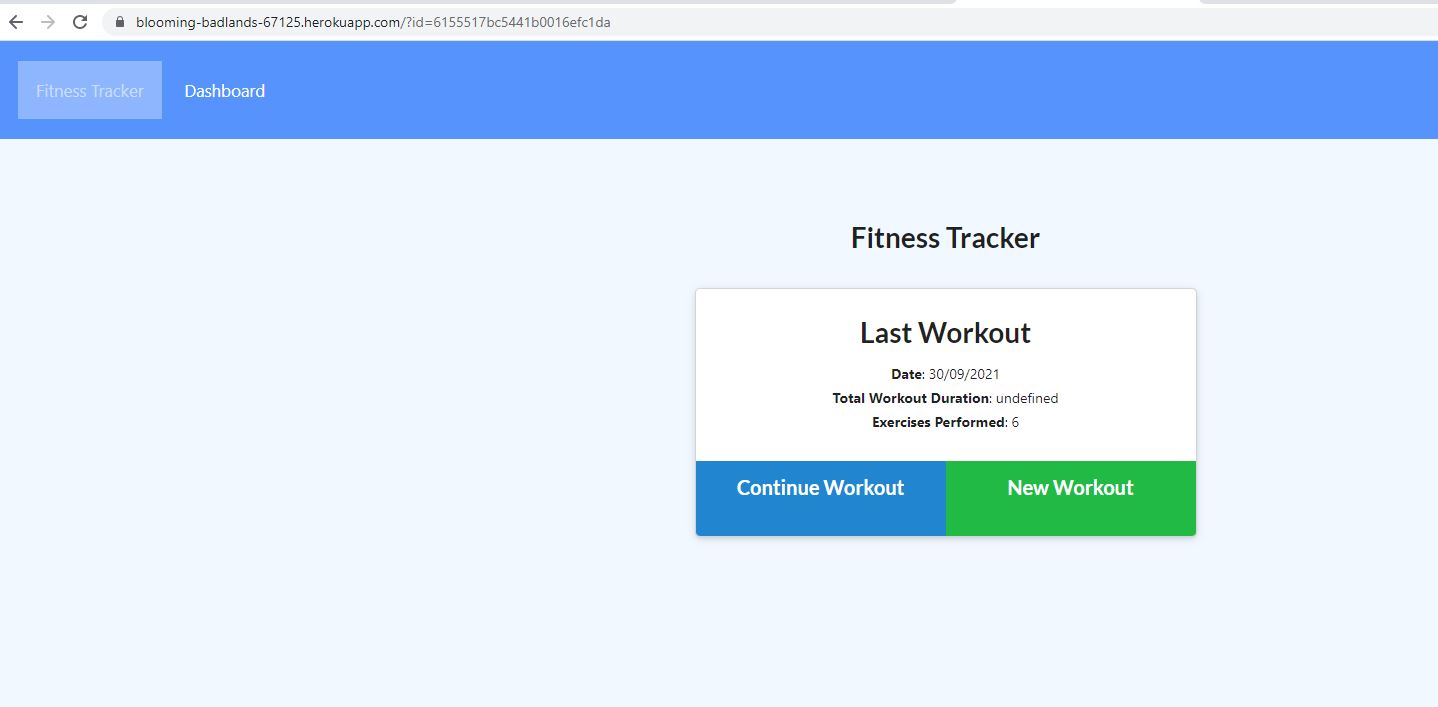 blooming-badlands-67125.herokuapp.com/?id=6155517bc5441b0016efc1da
Fitness Tracker Dashboard
Fitness Tracker
Last Workout
Date: 30/09/2021
Total Workout Duration: undefined
Exercises Performed: 6
Continue Workout New Workout